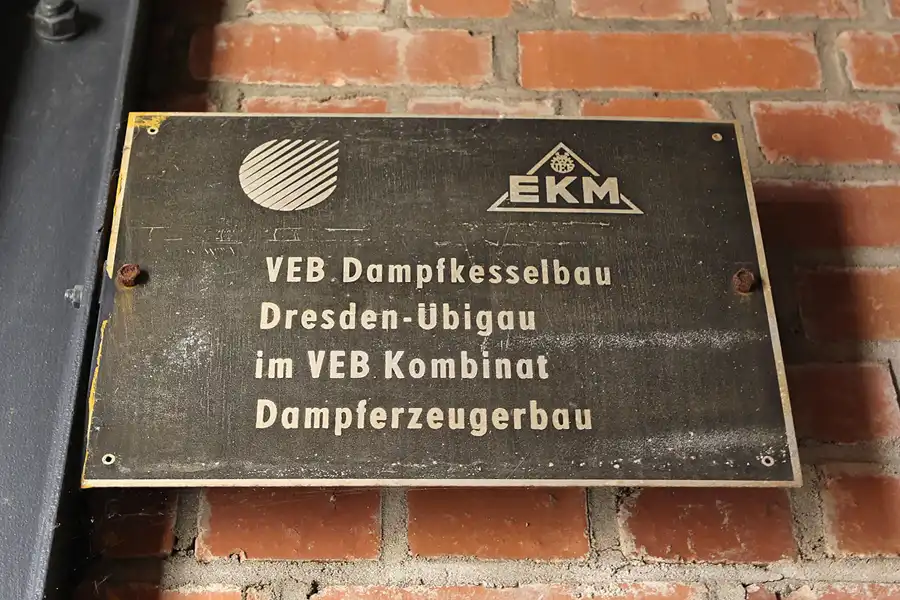 EKM
VEB Dampfkesselbau
Dresden-Übigau
im VEB Kombinat
Dampferzeugerbau